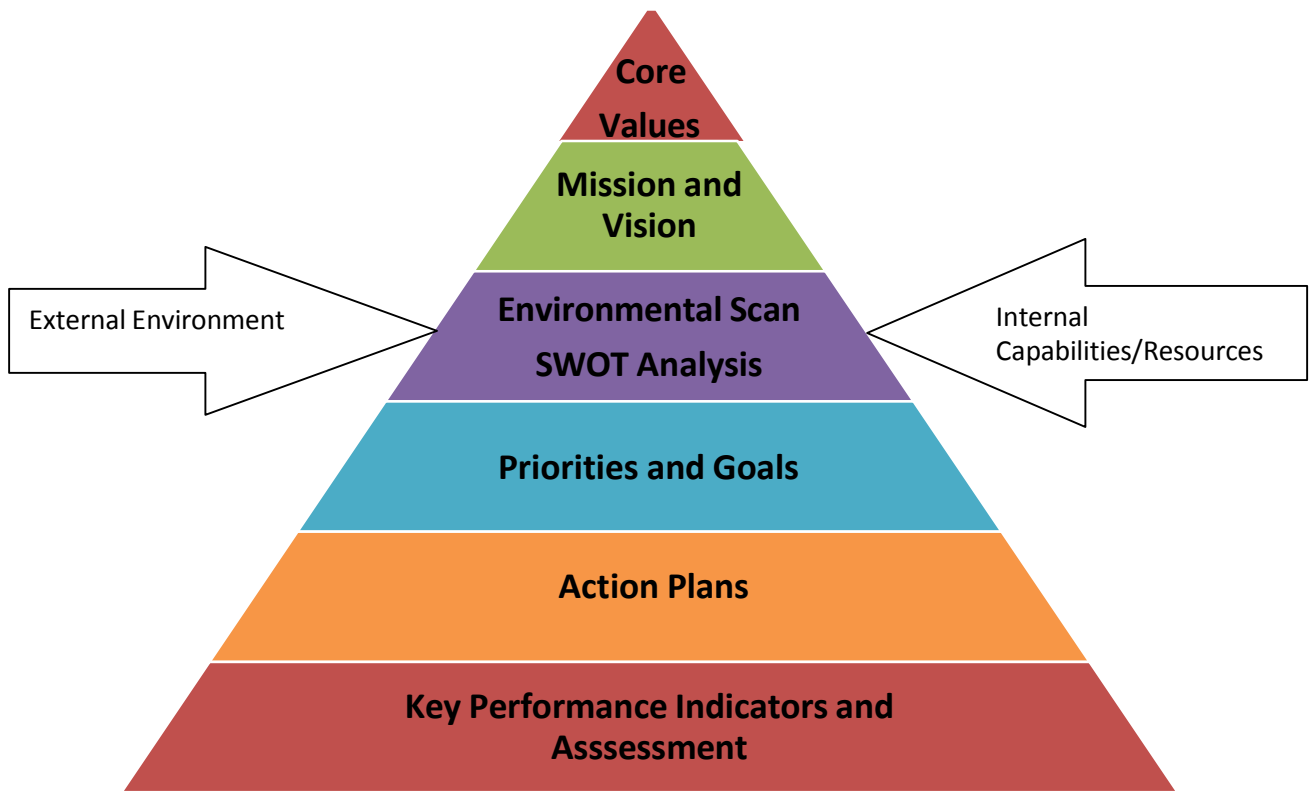 Core
Values
Mission and
Vision
External Environment
Environmental Scan
SWOT Analysis
Internal
Capabilities/Resources
Priorities and Goals
Action Plans
Key Performance Indicators and
Asssessment